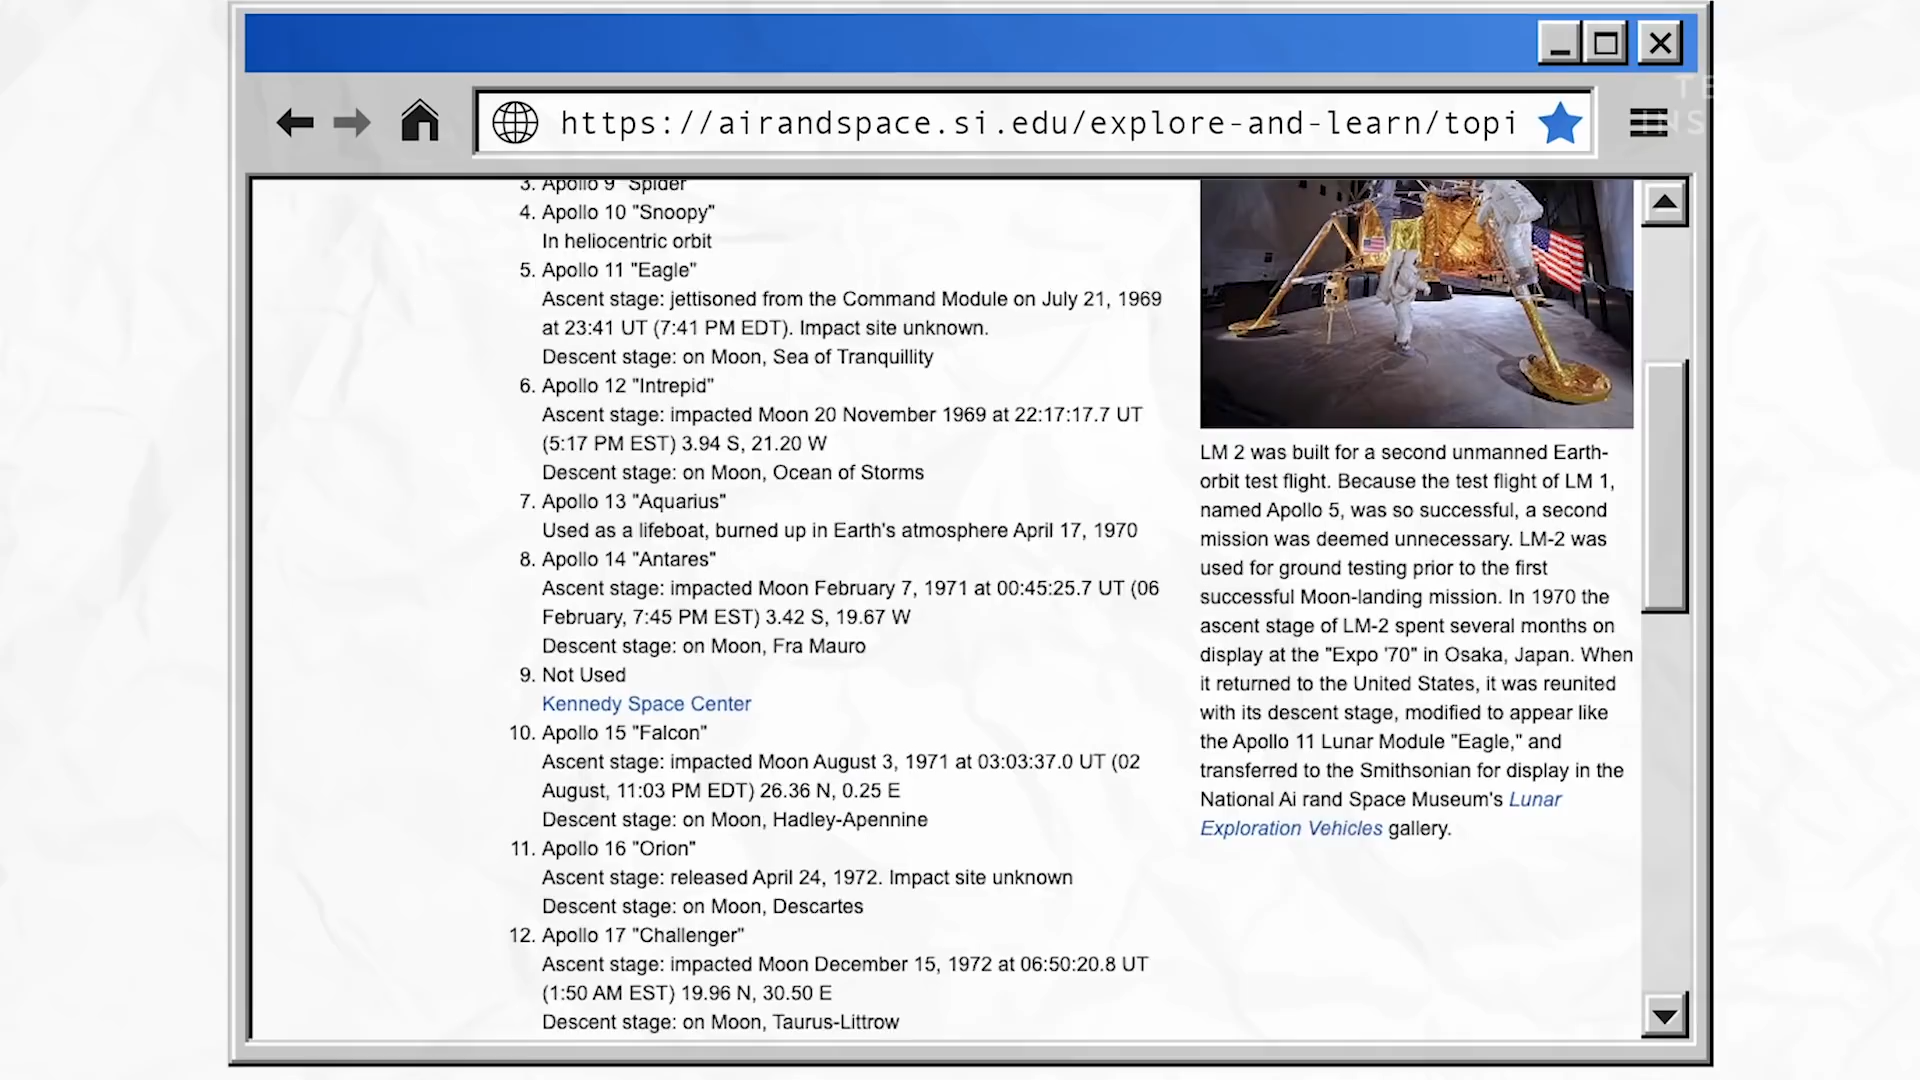 https://airandspace.si.edu/explore-and-learn/topi
3. Apollo 9 "Spider"
4. Apollo 10 "Snoopy"
In heliocentric orbit
5. Apollo 11 "Eagle"
Ascent stage: jettisoned from the Command Module on July 21, 1969
at 23:41 UT (7:41 PM EDT). Impact site unknown.
Descent stage: on Moon, Sea of Tranquillity
6. Apollo 12 "Intrepid"
Ascent stage: impacted Moon 20 November 1969 at 22:17:17.7 UT
(5:17 PM EST) 3.94 S, 21.20 W
Descent stage: on Moon, Ocean of Storms
7. Apollo 13 "Aquarius"
Used as a lifeboat, burned up in Earth's atmosphere April 17, 1970
8. Apollo 14 "Antares"
Ascent stage: impacted Moon February 7, 1971 at 00:45:25.7 UT (06
February, 7:45 PM EST) 3.42 S, 19.67 W
Descent stage: on Moon, Fra Mauro
9. Not Used
Kennedy Space Center
10. Apollo 15 "Falcon"
Ascent stage: impacted Moon August 3, 1971 at 03:03:37.0 UT (02
August, 11:03 PM EDT) 26.36 N, 0.25 E
Descent stage: on Moon, Hadley-Apennine
11. Apollo 16 "Orion"
Ascent stage: released April 24, 1972. Impact site unknown
Descent stage: on Moon, Descartes
12. Apollo 17 "Challenger"
Ascent stage: impacted Moon December 15, 1972 at 06:50:20.8 UT
(1:50 AM EST) 19.96 N, 30.50 E
Descent stage: on Moon, Taurus-Littrow
LM 2 was built for a second unmanned Earth-
orbit test flight. Because the test flight of LM 1,
named Apollo 5, was so successful, a second
mission was deemed unnecessary. LM-2 was
used for ground testing prior to the first
successful Moon-landing mission. In 1970 the
ascent stage of LM-2 spent several months on
display at the "Expo '70" in Osaka, Japan. When
it returned to the United States, it was reunited
with its descent stage, modified to appear like
the Apollo 11 Lunar Module "Eagle," and
transferred to the Smithsonian for display in the
National Ai rand Space Museum's Lunar
Exploration Vehicles gallery.